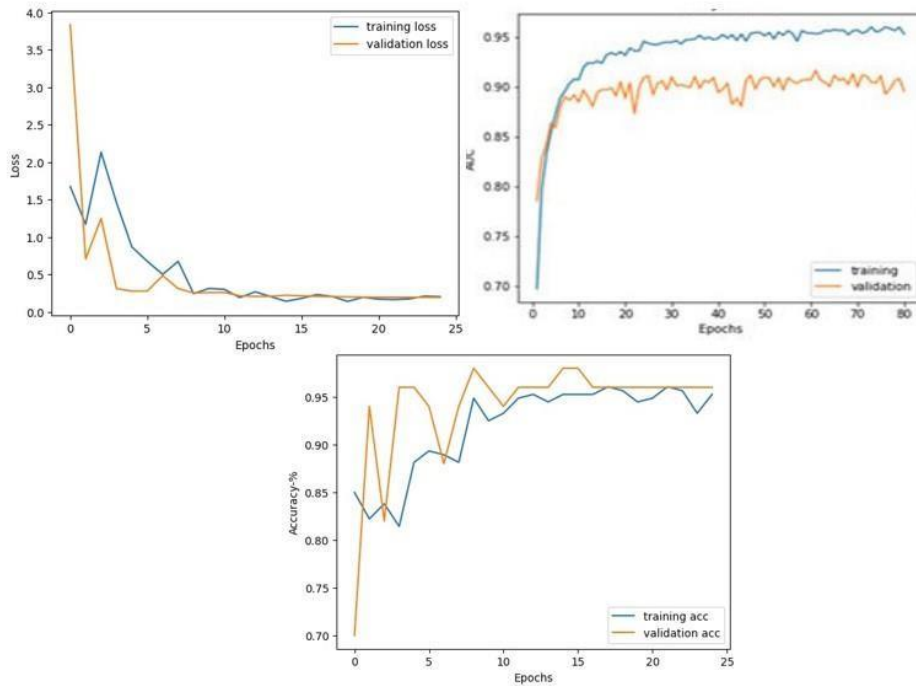 4.0
3.5
3.0
2.5
2.0
1.5
1.0
0.5
0.0
Loss
training loss
validation loss
0 5 10 15 20 25
Epochs
0.95
0.90
0.85
0.80
0.75
0.70
AUC
training
validation
0 10 20 30 40 50 60 70 80
Epochs
0.95
0.90
0.85
0.80
0.75
0.70
Accuracy-%
training acc
validation acc
0 5 10 15 20 25
Epochs